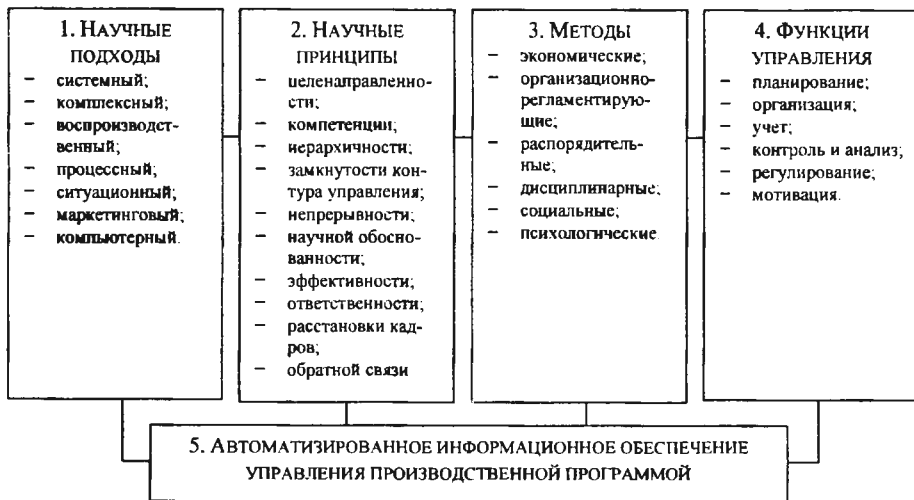 1. НАУЧНЫЕ
ПОДХОДЫ
– системный;
– комплексный;
– воспроизводст-
венный;
– процессный;
– ситуационный;
– маркетинговый;
– компьютерный.
2. НАУЧНЫЕ
ПРИНЦИПЫ
– целенаправленно-
сти;
– компетенции;
– иерархичности;
– замкнутости кон-
тура управления;
– непрерывности;
– научной обосно-
ванности;
– эффективности;
– ответственности;
– расстановки кад-
ров;
– обратной связи
3. МЕТОДЫ
– экономические;
– организационно-
регламентирую-
щие;
– распорядитель-
ные;
– дисциплинарные;
– социальные;
– психологические.
4. ФУНКЦИИ
УПРАВЛЕНИЯ
– планирование;
– организация;
– учет;
– контроль и анализ;
– регулирование;
– мотивация.
5. АВТОМАТИЗИРОВАННОЕ ИНФОРМАЦИОННОЕ ОБЕСПЕЧЕНИЕ
УПРАВЛЕНИЯ ПРОИЗВОДСТВЕННОЙ ПРОГРАММОЙ